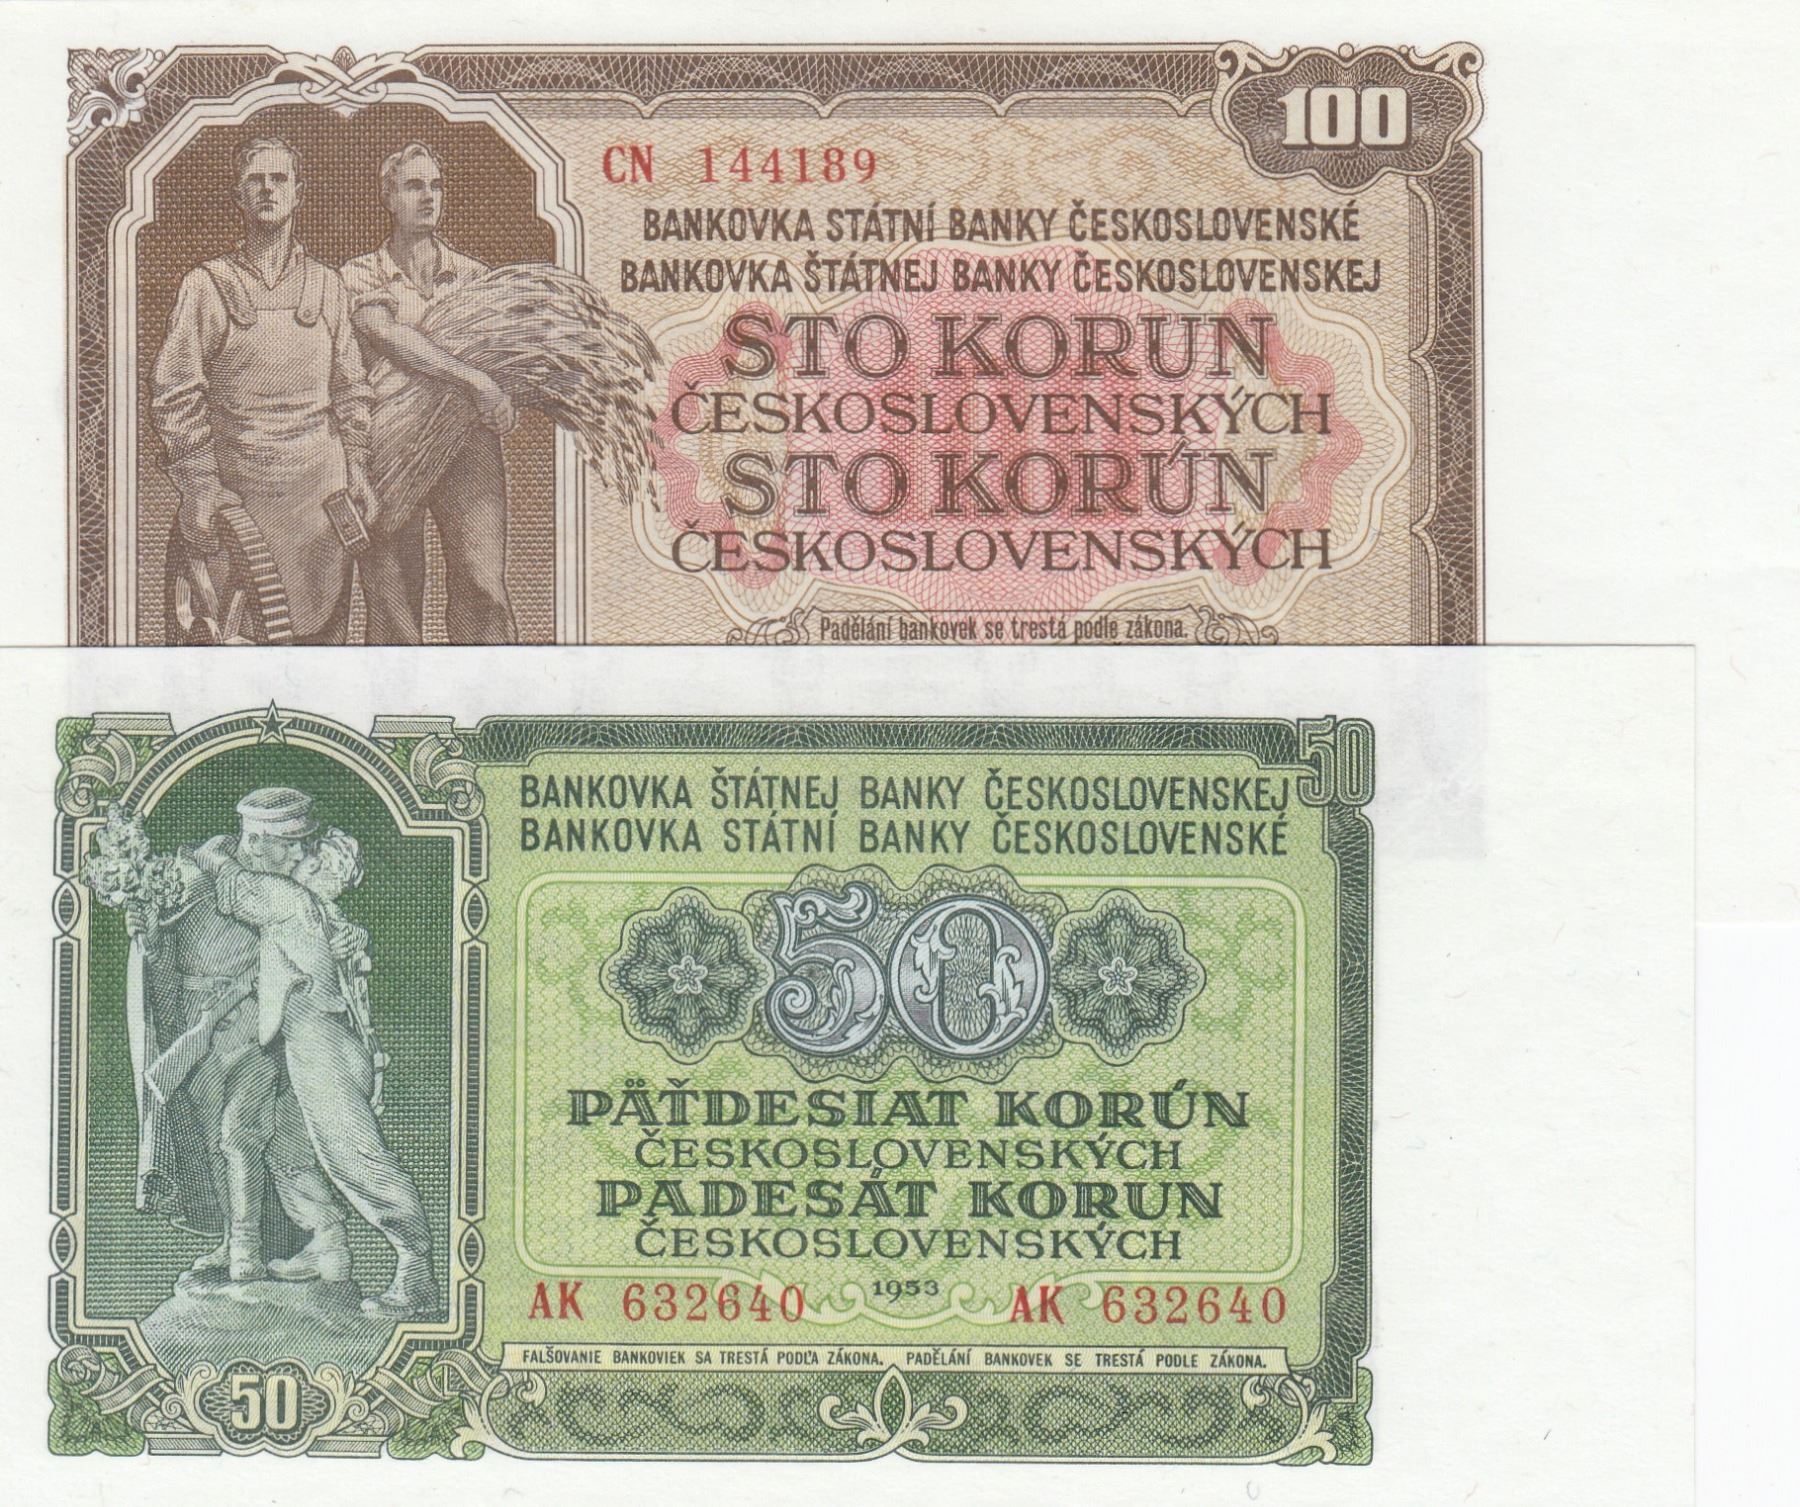 100
CN 144189
BANKOVKA STÁTNÍ BANKY ČESKOSLOVENSKÉ
BANKOVKA ŠTÁTNEJ BANKY ČESKOSLOVENSKEJ
STO KORUN
ČESKOSLOVENSKÝCH
STO KORÚN
ČESKOSLOVENSKÝCH
Padělání bankovek se trestá podle zákona.
50
BANKOVKA ŠTÁTNEJ BANKY ČESKOSLOVENSKEJ
BANKOVKA STÁTNÍ BANKY ČESKOSLOVENSKÉ
50
PÄŤDESIAT KORÚN
ČESKOSLOVENSKÝCH
PADESÁT KORUN
ČESKOSLOVENSKÝCH
AK 632640 1953 AK 632640
FALŠOVANIE BANKOVIEK SA TRESTÁ PODĽA ZÁKONA. PADĚLÁNÍ BANKOVEK SE TRESTÁ PODLE ZÁKONA.
50